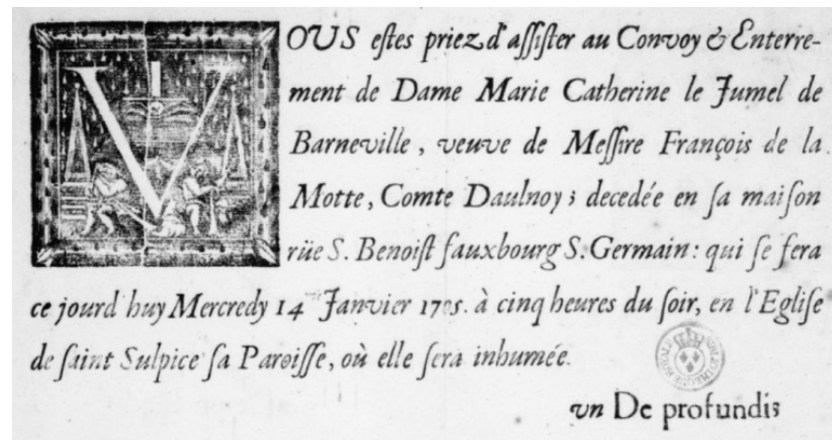 VOUS eſtes priez d'aſſiſter au Convoy & Enterre-
ment de Dame Marie Catherine le Jumel de
Barneville, veuve de Meſſire François de la
Motte, Comte Daulnoy; decedée en ſa maiſon
rüe S. Benoiſt fauxbourg S. Germain: qui ſe fera
ce jourd'huy Mercredy 14 Janvier 1705. à cinq heures du ſoir, en l'Egliſe
de ſaint Sulpice ſa Paroiſſe, où elle ſera inhumée.
vn De profundis